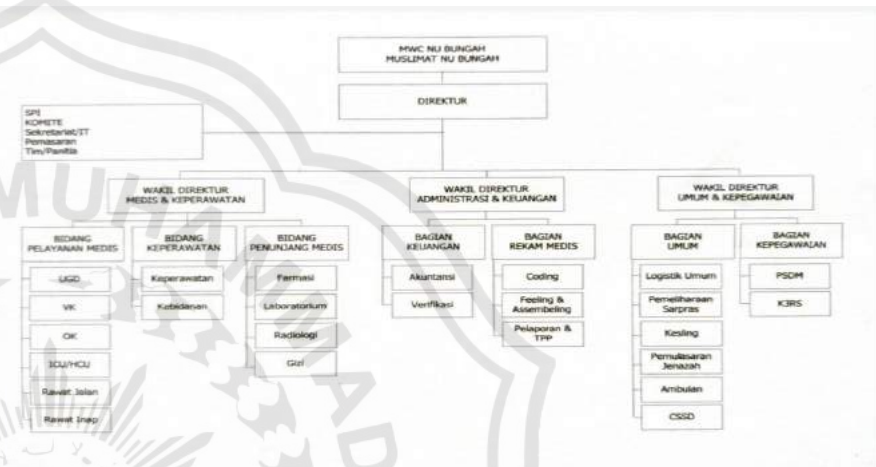 MWC NU BUNGAH
MUSLIMAT NU BUNGAH
DIREKTUR
SPI
KOMITE
Sekretariat/IT
Pemasaran
Tim/Panitia
WAKIL DIREKTUR
MEDIS & KEPERAWATAN
WAKIL DIREKTUR
ADMINISTRASI & KEUANGAN
WAKIL DIREKTUR
UMUM & KEPEGAWAIAN
BIDANG
PELAYANAN MEDIS
BIDANG
KEPERAWATAN
BIDANG
PENUNJANG MEDIS
BAGIAN
KEUANGAN
BAGIAN
REKAM MEDIS
BAGIAN
UMUM
BAGIAN
KEPEGAWAIAN
UGD
VK
OK
ICU/HCU
Rawat Jalan
Rawat Inap
Keperawatan
Kebidanan
Farmasi
Laboratorium
Radiologi
Gizi
Akuntansi
Verifikasi
Coding
Feeling &
Assembeling
Pelaporan &
TPP
Logistik Umum
Pemeliharaan
Sarpras
Kesling
Pemulasaran
Jenazah
Ambulan
CSSD
PSDM
K3RS
MUHAMMAD